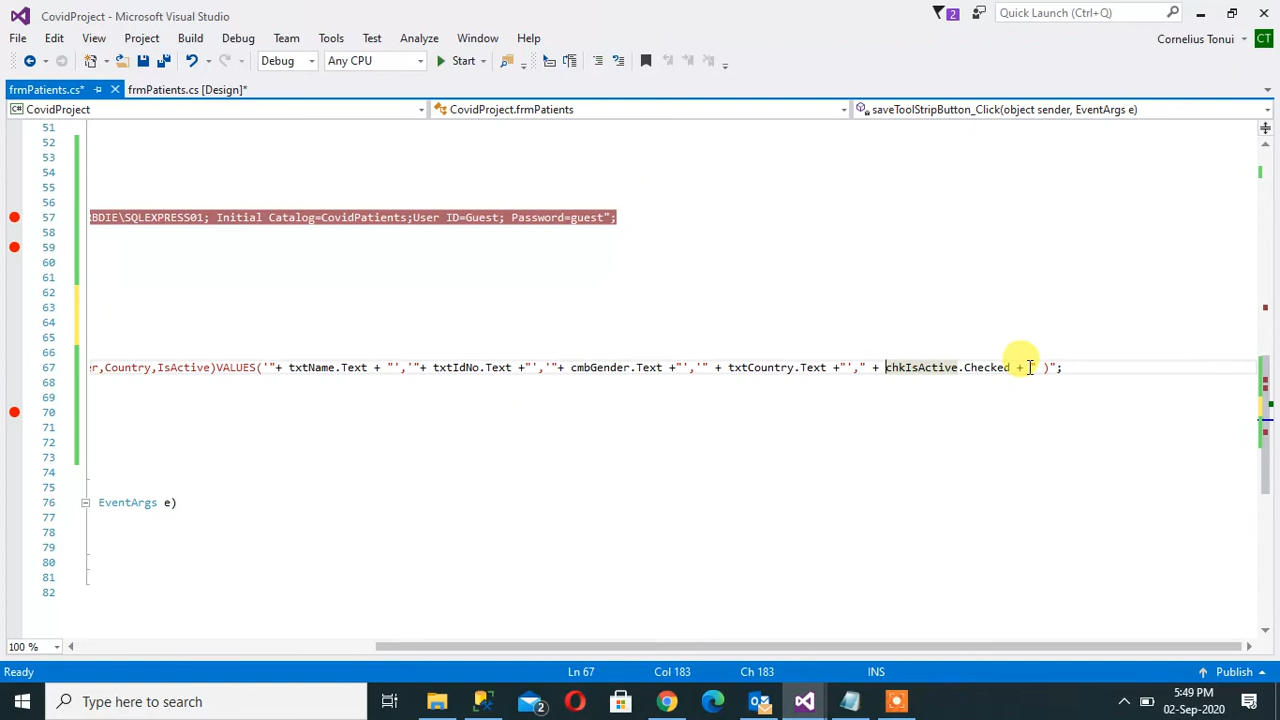 CovidProject - Microsoft Visual Studio
2
Quick Launch (Ctrl+Q)
File Edit View Project Build Debug Team Tools Test Analyze Window Help
Cornelius Tonui CT
Debug Any CPU Start
frmPatients.cs* frmPatients.cs [Design]*
C# CovidProject CovidProject.frmPatients saveToolStripButton_Click(object sender, EventArgs e)
51
52
53
54
55
56
57 BDIE\SQLEXPRESS01; Initial Catalog=CovidPatients;User ID=Guest; Password=guest";
58
59
60
61
62
63
64
65
66
67 er,Country,IsActive)VALUES('"+ txtName.Text + "','"+ txtIdNo.Text +"','"+ cmbGender.Text +"','" + txtCountry.Text +"'," + chkIsActive.Checked + " )";
68
69
70
71
72
73
74
75
76 EventArgs e)
77
78
79
80
81
82
100 %
Ready Ln 67 Col 183 Ch 183 INS Publish
Type here to search
2
5:49 PM
02-Sep-2020